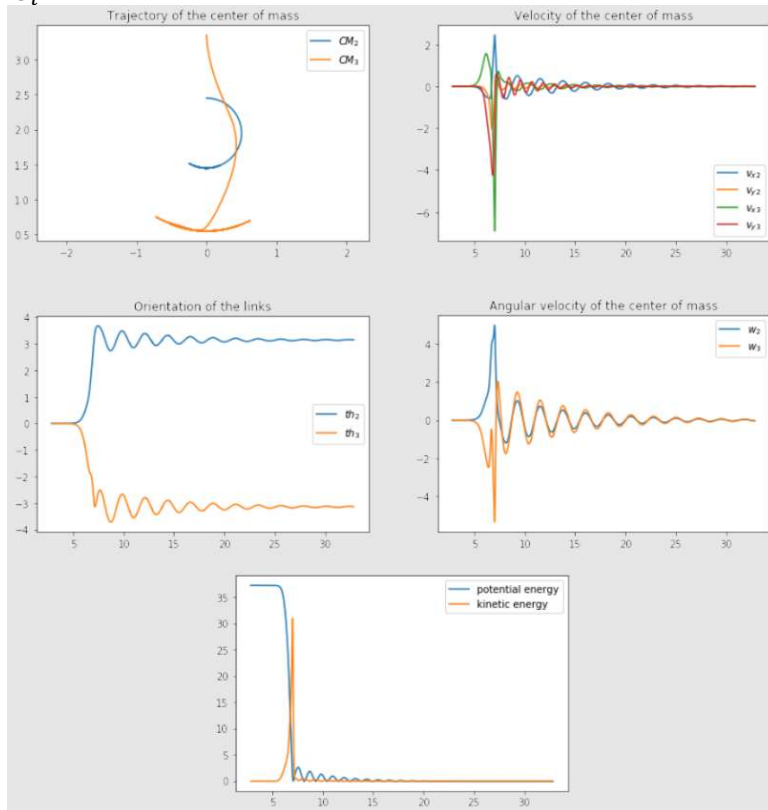 Trajectory of the center of mass
CM₂
CM₃
3.0
2.5
2.0
1.5
1.0
0.5
-2 -1 0 1 2
Velocity of the center of mass
2
0
-2
-4
-6
vₓ₂
vᵧ₂
vₓ₃
vᵧ₃
5 10 15 20 25 30
Orientation of the links
4
3
2
1
0
-1
-2
-3
-4
th₂
th₃
5 10 15 20 25 30
Angular velocity of the center of mass
w₂
w₃
4
2
0
-2
-4
5 10 15 20 25 30
potential energy
kinetic energy
35
30
25
20
15
10
5
0
5 10 15 20 25 30